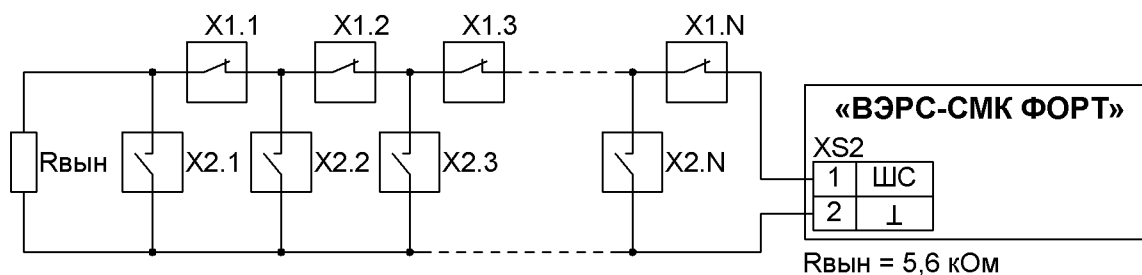 X1.1 X1.2 X1.3 X1.N
«ВЭРС-СМК ФОРТ»
Rвын X2.1 X2.2 X2.3 X2.N
XS2
1 ШС
2 ⊥
Rвын = 5,6 кОм